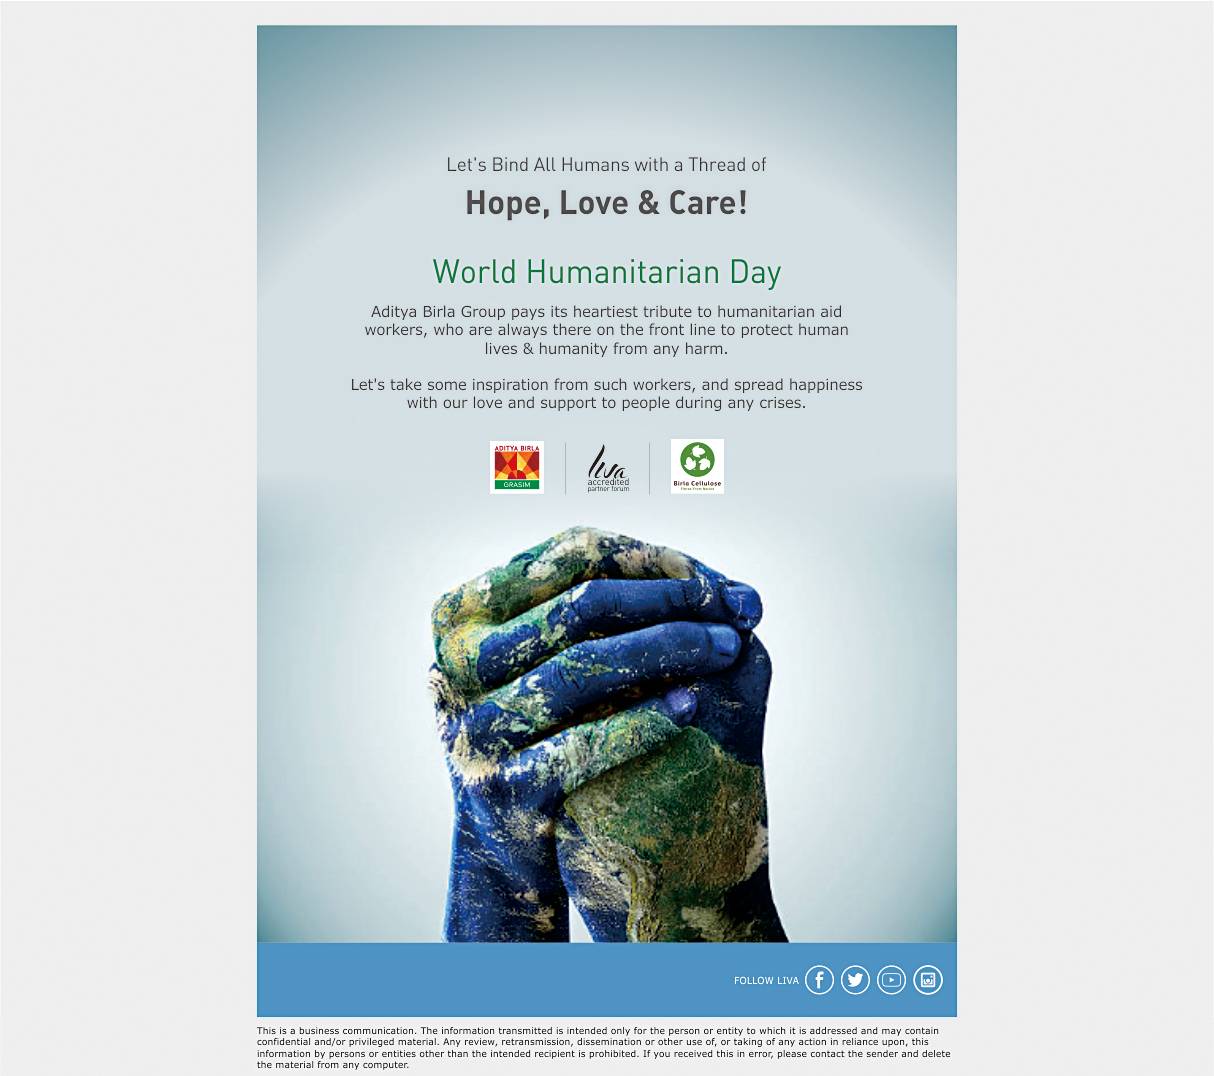 Let's Bind All Humans with a Thread of
Hope, Love & Care!
World Humanitarian Day
Aditya Birla Group pays its heartiest tribute to humanitarian aid
workers, who are always there on the front line to protect human
lives & humanity from any harm.
Let's take some inspiration from such workers, and spread happiness
with our love and support to people during any crises.
ADITYA BIRLA
GRASIM
Liva
accredited
partner forum
Birla Cellulose
Fibres from Nature
FOLLOW LIVA
This is a business communication. The information transmitted is intended only for the person or entity to which it is addressed and may contain
confidential and/or privileged material. Any review, retransmission, dissemination or other use of, or taking of any action in reliance upon, this
information by persons or entities other than the intended recipient is prohibited. If you received this in error, please contact the sender and delete
the material from any computer.